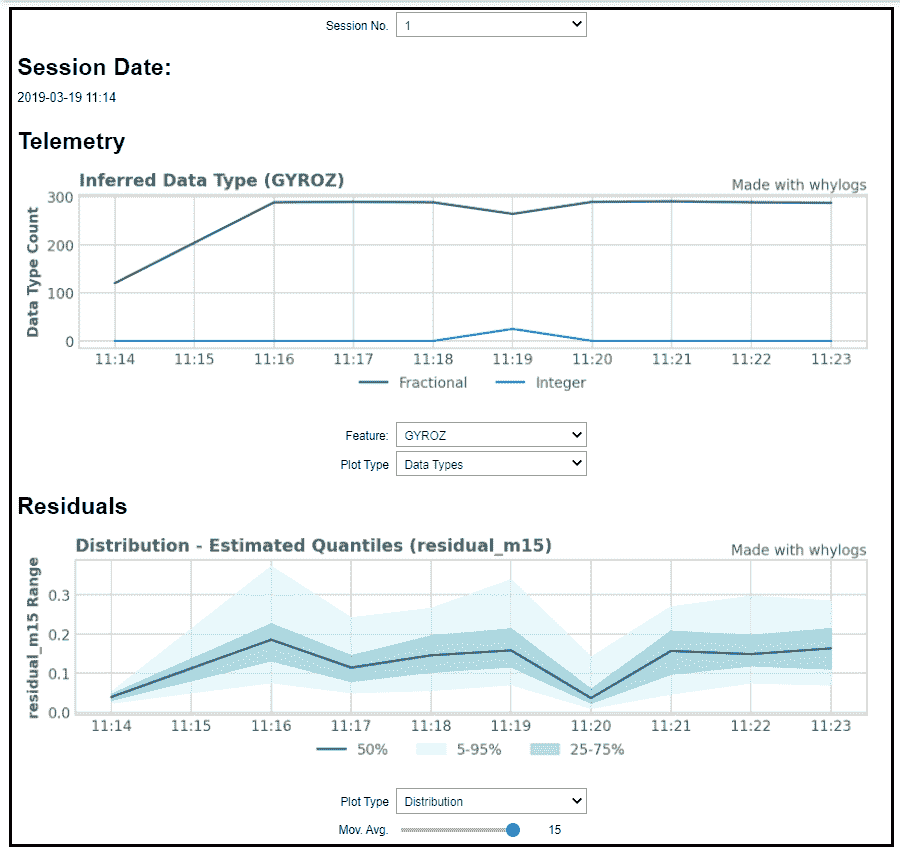 Session No. 1
Session Date:
2019-03-19 11:14
Telemetry
Inferred Data Type (GYROZ)
Made with whylogs
Data Type Count
300
200
100
0
11:14 11:15 11:16 11:17 11:18 11:19 11:20 11:21 11:22 11:23
Fractional Integer
Feature: GYROZ
Plot Type Data Types
Residuals
Distribution - Estimated Quantiles (residual_m15)
Made with whylogs
residual_m15 Range
0.3
0.2
0.1
0.0
11:14 11:15 11:16 11:17 11:18 11:19 11:20 11:21 11:22 11:23
50% 5-95% 25-75%
Plot Type Distribution
Mov. Avg. 15